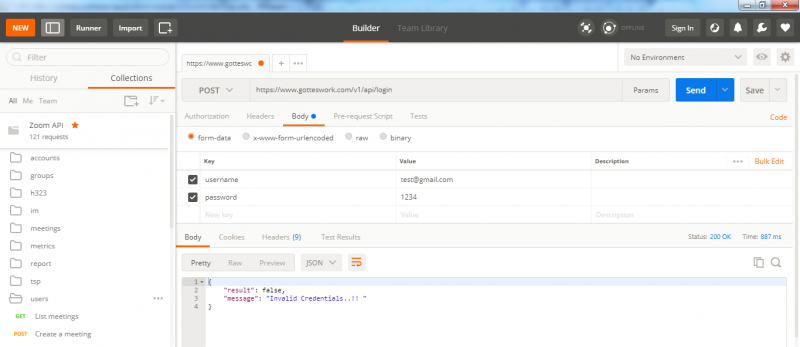 NEW Runner Import Builder Team Library OFFLINE Sign In
Filter
History Collections
All Me Team
Zoom Api
121 requests
accounts
groups
h323
im
meetings
metrics
report
tsp
users
GET List meetings
POST Create a meeting
https://www.gotteswc
No Environment
POST https://www.gotteswork.com/v1/api/login Params Send Save
Authorization Headers Body Pre-request Script Tests Code
form-data x-www-form-urlencoded raw binary
Key Value Description Bulk Edit
username test@gmail.com
password 1234
New key Value Description
Body Cookies Headers (9) Test Results Status: 200 OK Time: 887 ms
Pretty Raw Preview JSON
1 {
2 "result": false,
3 "message": "Invalid Credentials..!! "
4 }